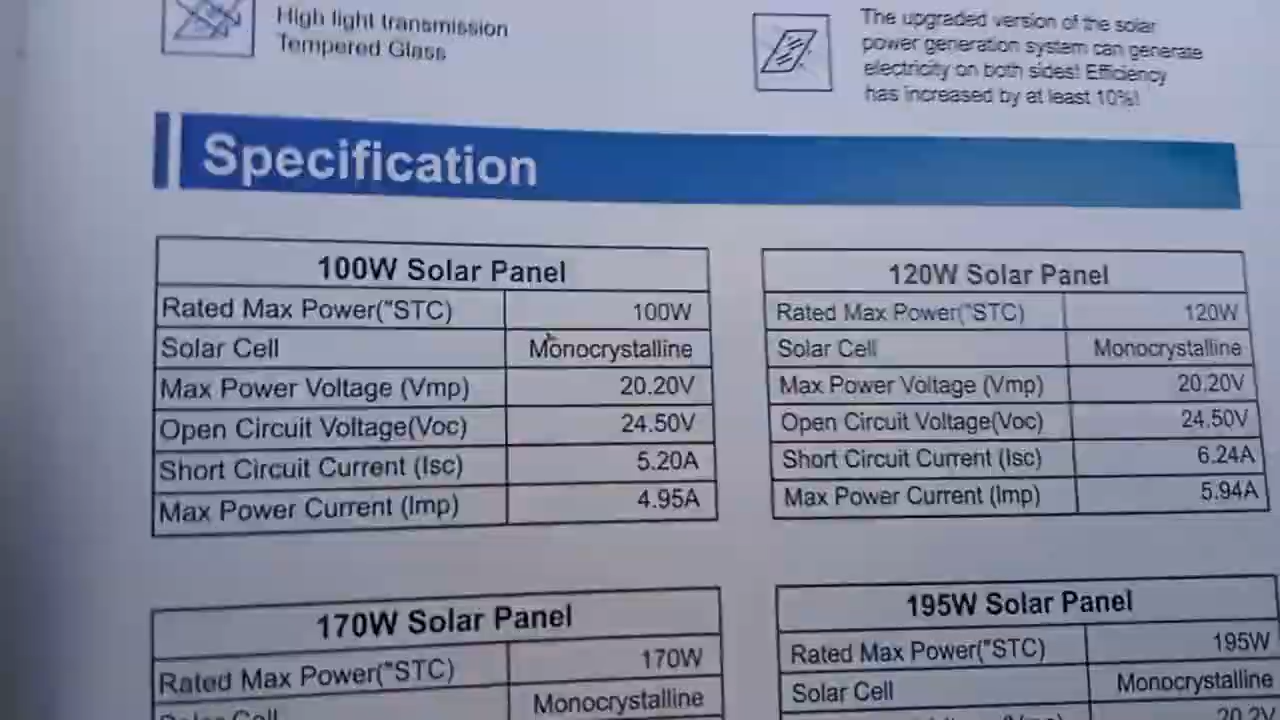 High light transmission
Tempered Glass
The upgraded version of the solar
power generation system can generate
electricity on both sides! Efficiency
has increased by at least 10%!
Specification
100W Solar Panel
Rated Max Power("STC) 100W
Solar Cell Monocrystalline
Max Power Voltage (Vmp) 20.20V
Open Circuit Voltage(Voc) 24.50V
Short Circuit Current (Isc) 5.20A
Max Power Current (Imp) 4.95A
120W Solar Panel
Rated Max Power("STC) 120W
Solar Cell Monocrystalline
Max Power Voltage (Vmp) 20.20V
Open Circuit Voltage(Voc) 24.50V
Short Circuit Current (Isc) 6.24A
Max Power Current (Imp) 5.94A
170W Solar Panel
Rated Max Power("STC) 170W
Solar Cell Monocrystalline
195W Solar Panel
Rated Max Power("STC) 195W
Solar Cell Monocrystalline